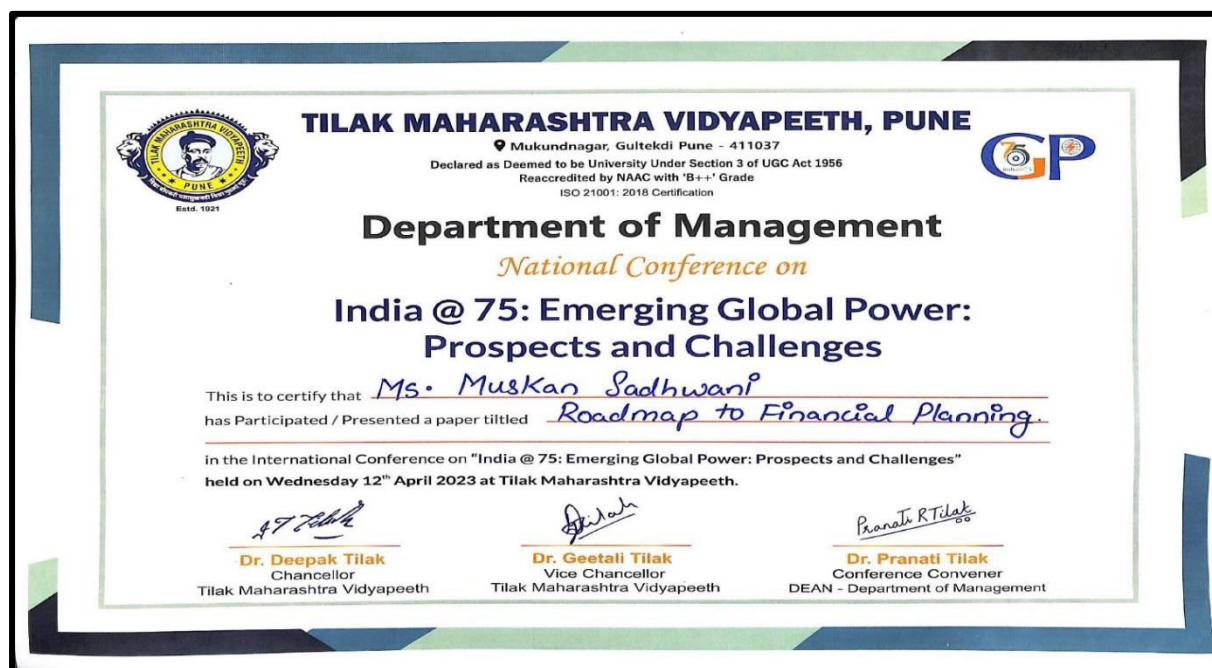 TILAK MAHARASHTRA VIDYAPEETH, PUNE
Mukundnagar, Gultekdi Pune - 411037
Declared as Deemed to be University Under Section 3 of UGC Act 1956
Reaccredited by NAAC with 'B++' Grade
ISO 21001: 2018 Certification
TILAK MAHARASHTRA VIDYAPEETH
PUNE
Estd. 1921
75
GP
Department of Management
National Conference on
India @ 75: Emerging Global Power:
Prospects and Challenges
This is to certify that Ms. Muskan Sadhwani
has Participated / Presented a paper tiltled Roadmap to Financial Planning.
in the International Conference on "India @ 75: Emerging Global Power: Prospects and Challenges"
held on Wednesday 12th April 2023 at Tilak Maharashtra Vidyapeeth.
Pranati R Tilak
Dr. Deepak Tilak
Chancellor
Tilak Maharashtra Vidyapeeth
Dr. Geetali Tilak
Vice Chancellor
Tilak Maharashtra Vidyapeeth
Dr. Pranati Tilak
Conference Convener
DEAN - Department of Management